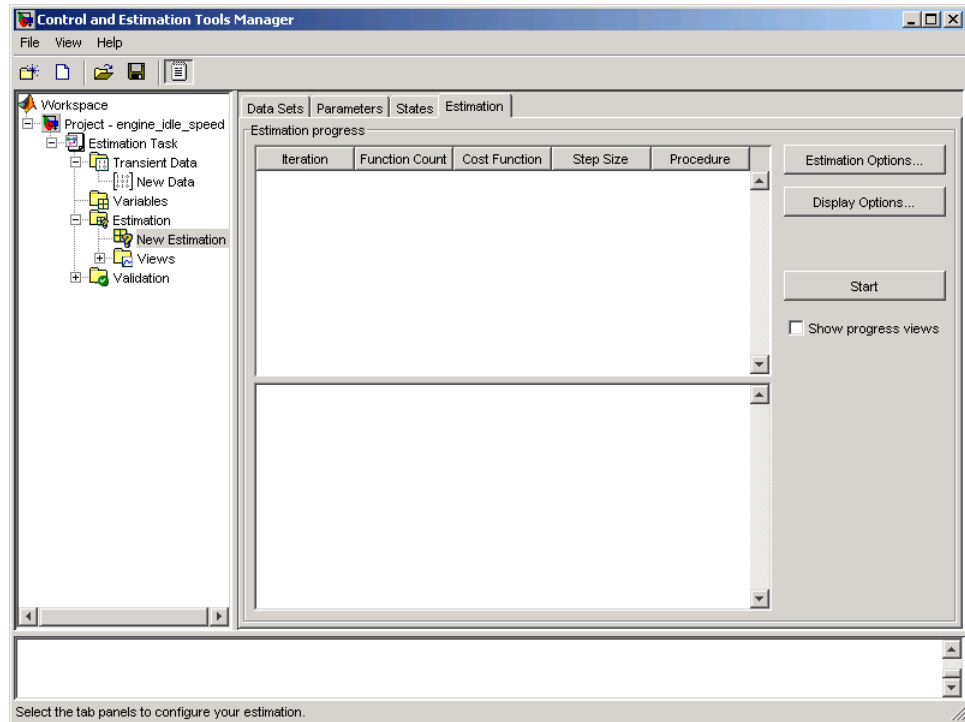 Control and Estimation Tools Manager
File View Help
Workspace
Project - engine_idle_speed
Estimation Task
Transient Data
New Data
Variables
Estimation
New Estimation
Views
Validation
Data Sets Parameters States Estimation
Estimation progress
Iteration Function Count Cost Function Step Size Procedure
Estimation Options...
Display Options...
Start
Show progress views
Select the tab panels to configure your estimation.